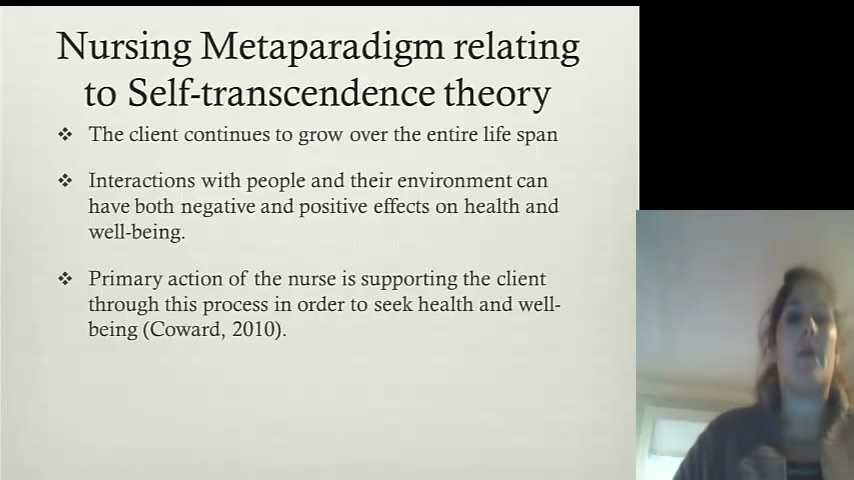 Nursing Metaparadigm relating
to Self-transcendence theory
❖ The client continues to grow over the entire life span
❖ Interactions with people and their environment can
have both negative and positive effects on health and
well-being.
❖ Primary action of the nurse is supporting the client
through this process in order to seek health and well-
being (Coward, 2010).